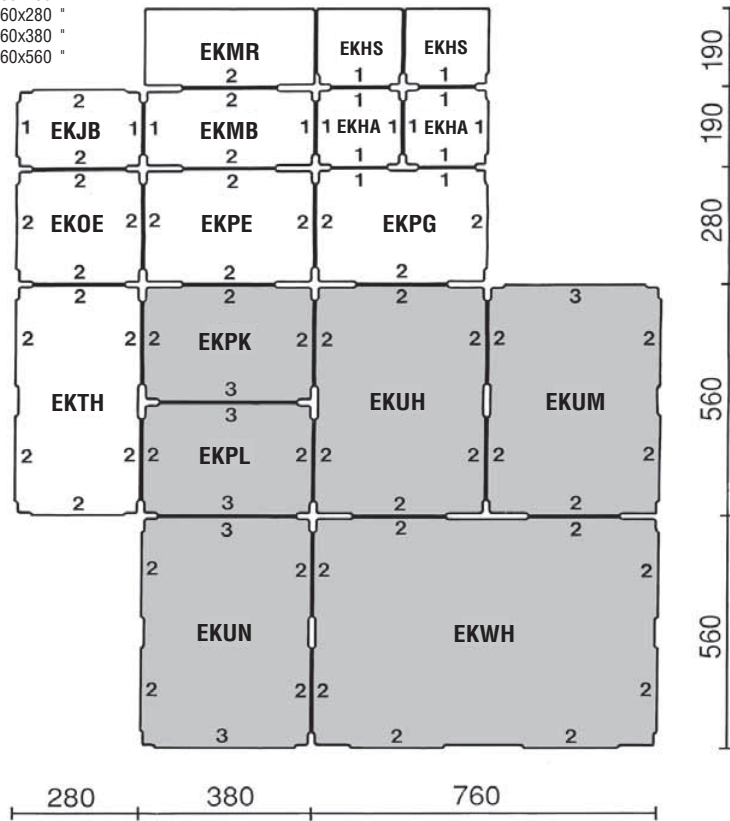 60x280 "
60x380 "
60x560 "
EKMR EKHS EKHS
2 1 1
190
2 2 1 1
1 EKJB 1 1 EKMB 1 1 EKHA 1 1 EKHA 1
2 2 1 1
190
2 2 1 1
2 EKOE 2 2 EKPE 2 2 EKPG 2
2 2 2
280
2 2 2 3
2 2 2 2 2 2 2 2
EKPK
3
EKTH EKUH EKUM
3
EKPL
2 2 2 2 2 2 2 2
2 3 2 2
560
3 2 2
2 2 2 2
EKUN EKWH
2 2 2 2
3 2 2
560
280 380 760